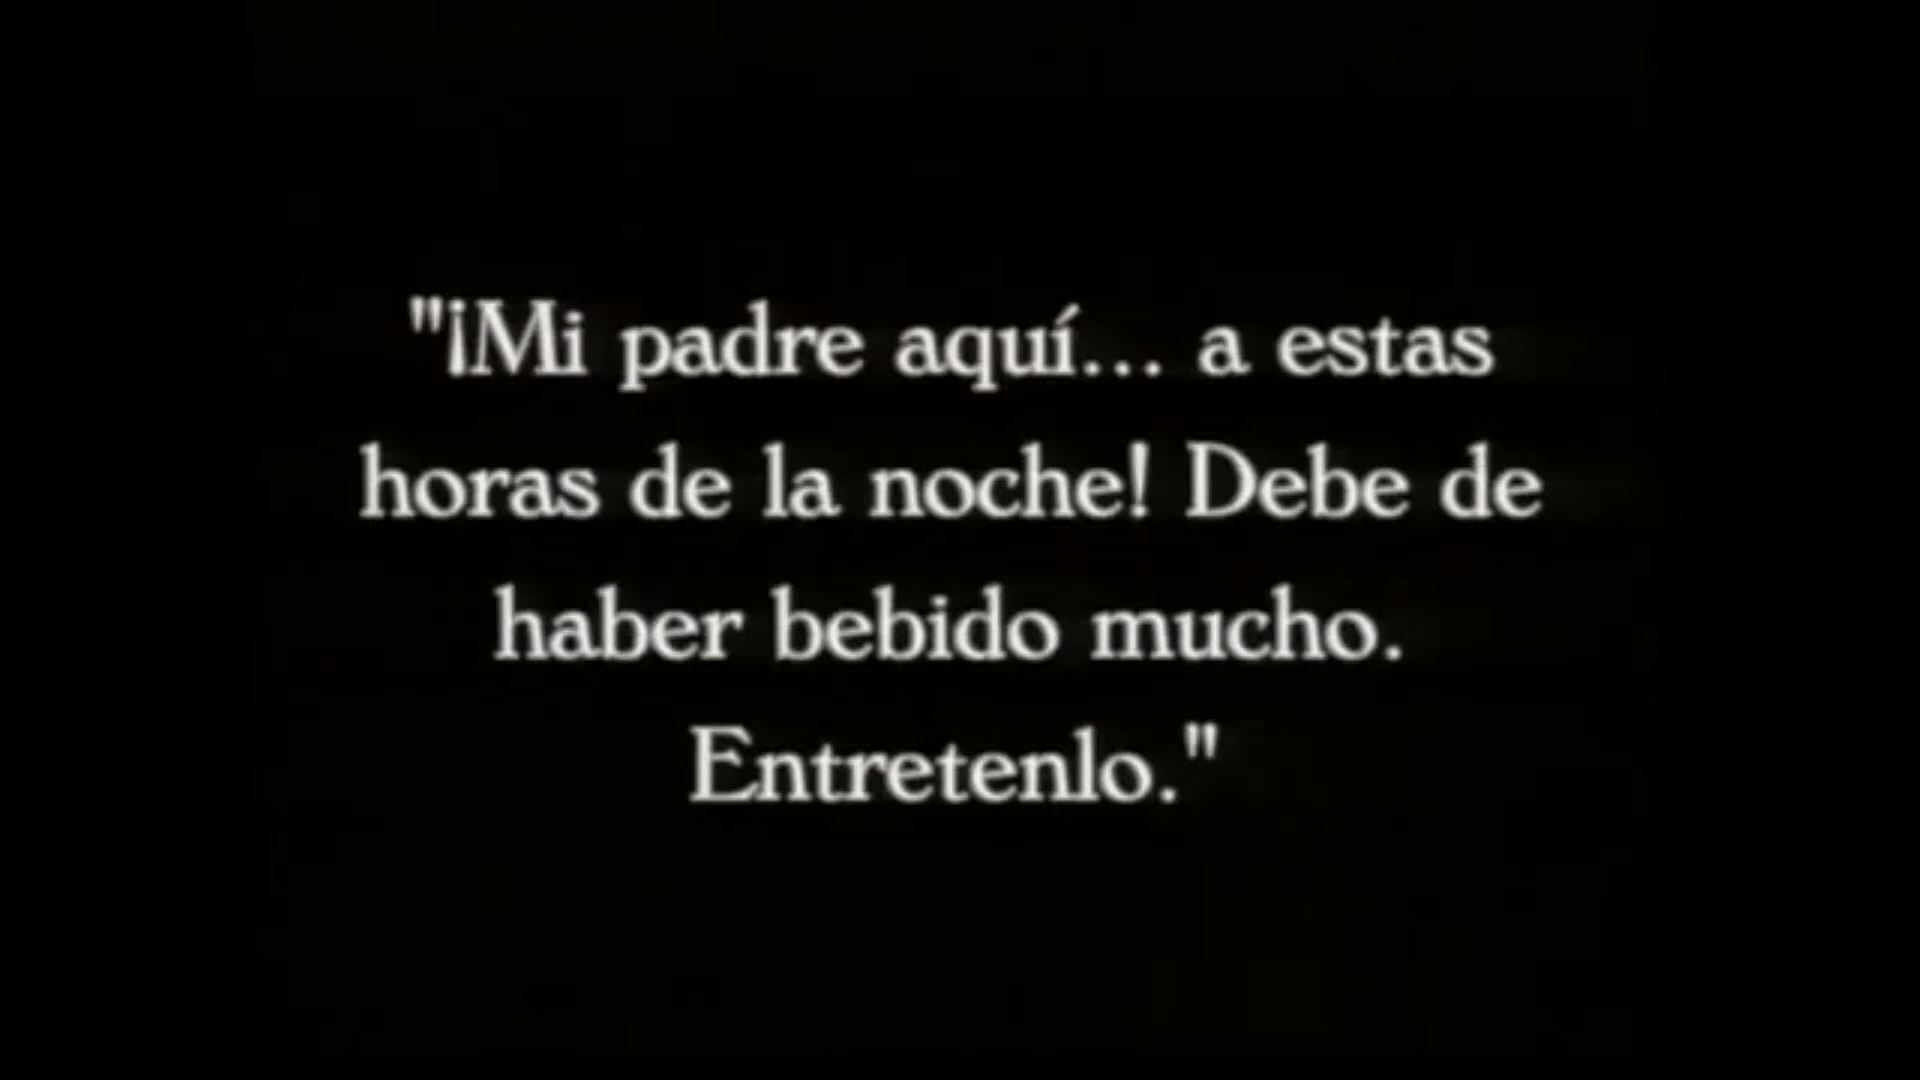 "¡Mi padre aquí... a estas
horas de la noche! Debe de
haber bebido mucho.
Entretenlo."